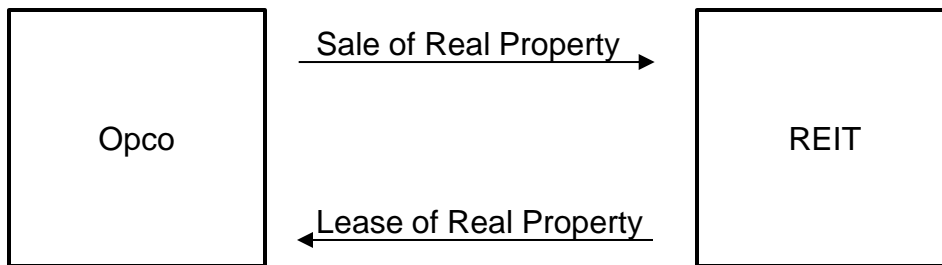 Sale of Real Property
Opco
REIT
Lease of Real Property